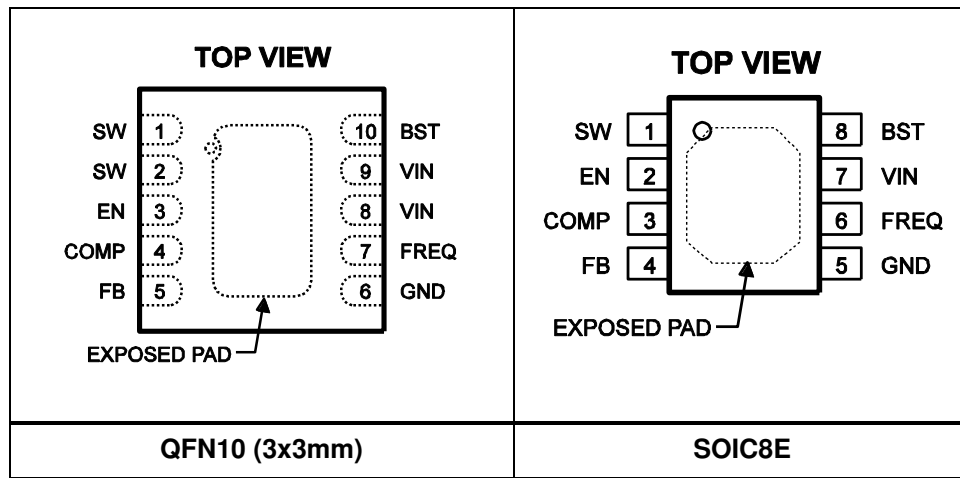 TOP VIEW
SW 1 10 BST
SW 2 9 VIN
EN 3 8 VIN
COMP 4 7 FREQ
FB 5 6 GND
EXPOSED PAD
QFN10 (3x3mm)
TOP VIEW
SW 1 8 BST
EN 2 7 VIN
COMP 3 6 FREQ
FB 4 5 GND
EXPOSED PAD
SOIC8E